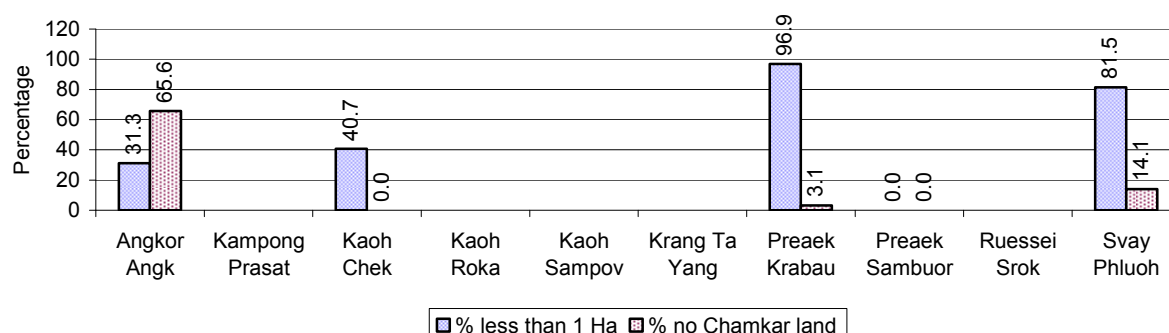 120
100
80
60
40
20
0
Percentage
31.3
65.6
40.7
0.0
96.9
3.1
0.0
0.0
81.5
14.1
Angkor Angk
Kampong Prasat
Kaoh Chek
Kaoh Roka
Kaoh Sampov
Krang Ta Yang
Preaek Krabau
Preaek Sambuor
Ruessei Srok
Svay Phluoh
% less than 1 Ha
% no Chamkar land